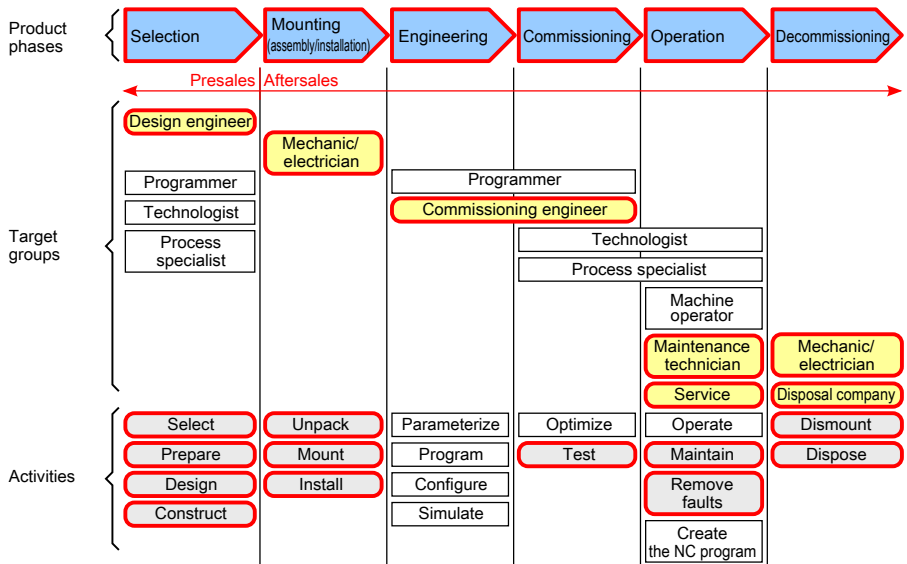 Product
phases
Selection
Mounting
(assembly/installation)
Engineering
Commissioning
Operation
Decommissioning
Presales
Aftersales
Target
groups
Design engineer
Mechanic/
electrician
Programmer
Programmer
Technologist
Commissioning engineer
Process
specialist
Technologist
Process specialist
Machine
operator
Maintenance
technician
Mechanic/
electrician
Service
Disposal company
Activities
Select
Unpack
Parameterize
Optimize
Operate
Dismount
Prepare
Mount
Program
Test
Maintain
Dispose
Design
Install
Configure
Remove
faults
Construct
Simulate
Create
the NC program